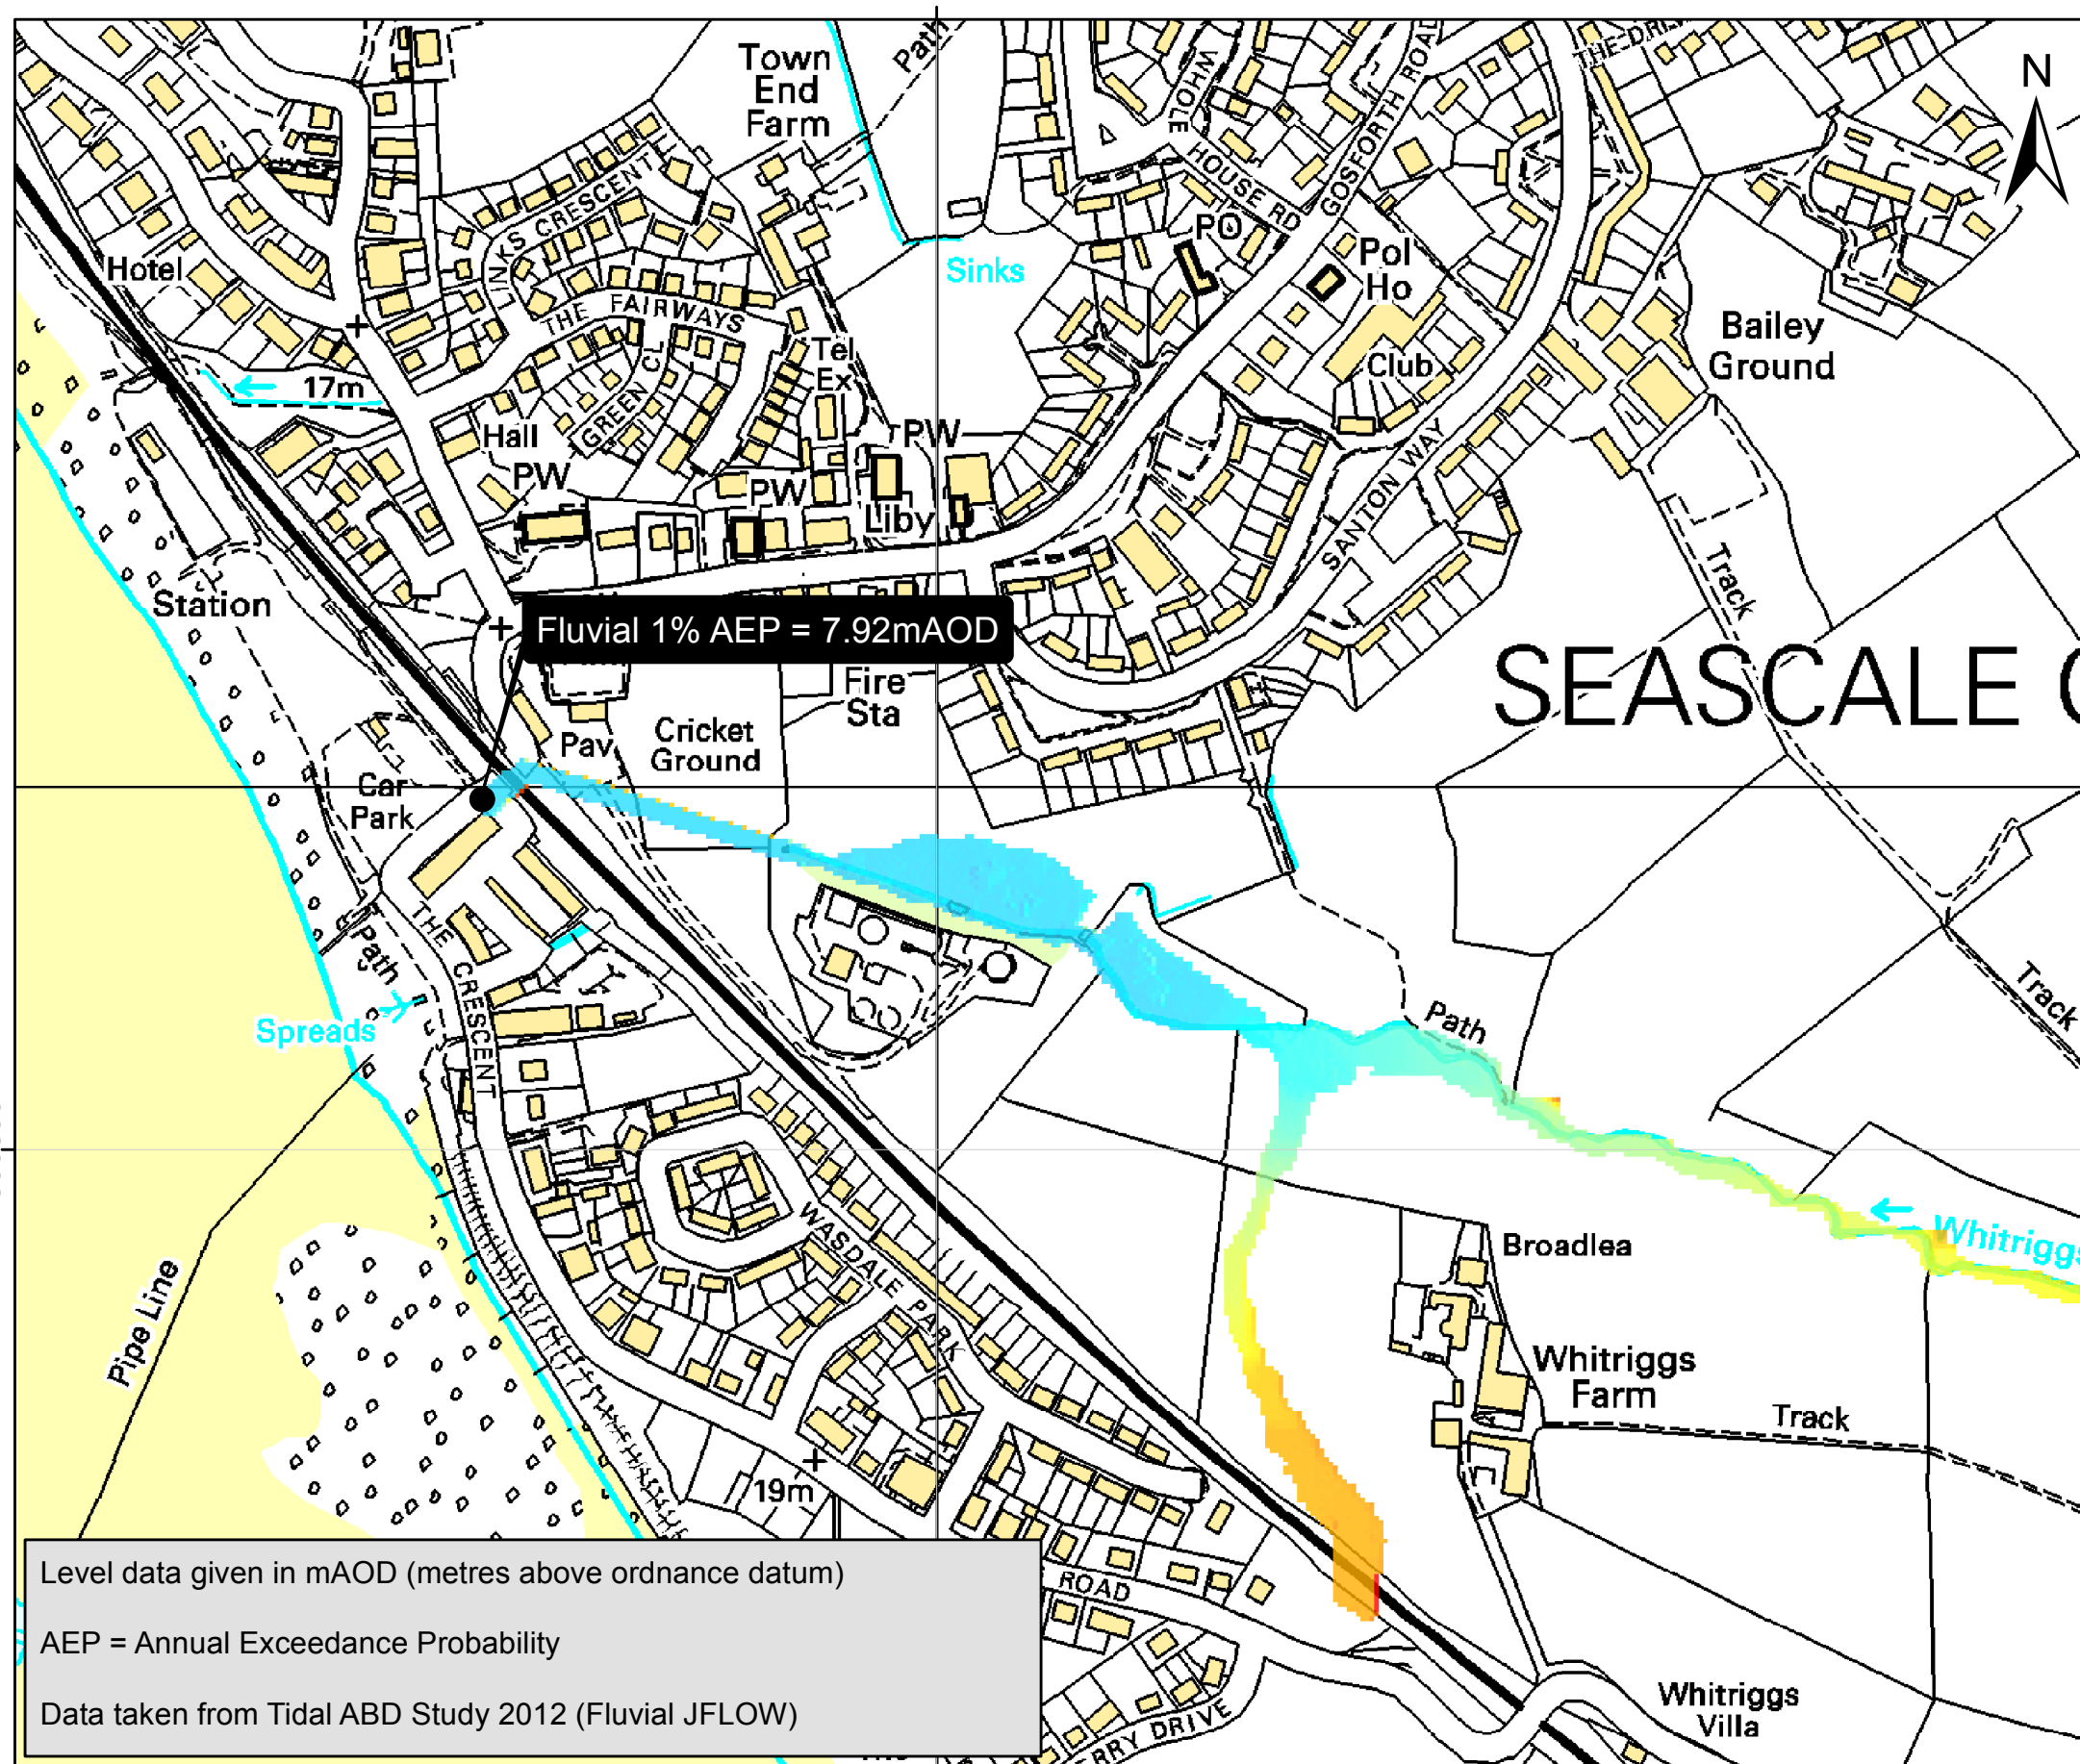 Town
End
Farm
Path
WHOLE
HOUSE RD
GOSFORTH ROAD
N
Hotel
LINKS CRESCENT
PO
Pol
Ho
Sinks
THE FAIRWAYS
Bailey
Ground
Tel
Ex
17m
GREEN CL
Club
Hall
PW
PW
PW
Liby
SANTON WAY
Track
Station
Fluvial 1% AEP = 7.92mAOD
SEASCALE
Fire
Sta
Pav
Cricket
Ground
Car
Park
THE CRESCENT
Path
Spreads
Path
Track
Whitriggs
Broadlea
WASDALE PARK
Pipe Line
Whitriggs
Farm
Track
19m
ROAD
Level data given in mAOD (metres above ordnance datum)
AEP = Annual Exceedance Probability
Data taken from Tidal ABD Study 2012 (Fluvial JFLOW)
DRIVE
Whitriggs
Villa